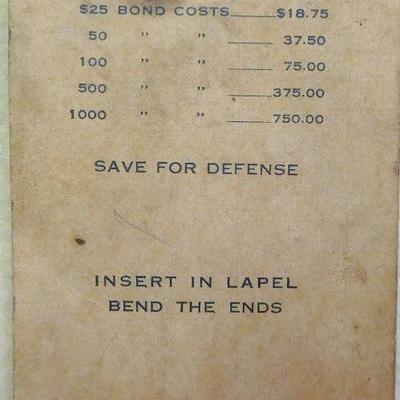 $25 BOND COSTS $18.75
50 " " 37.50
100 " " 75.00
500 " " 375.00
1000 " " 750.00
SAVE FOR DEFENSE
INSERT IN LAPEL
BEND THE ENDS